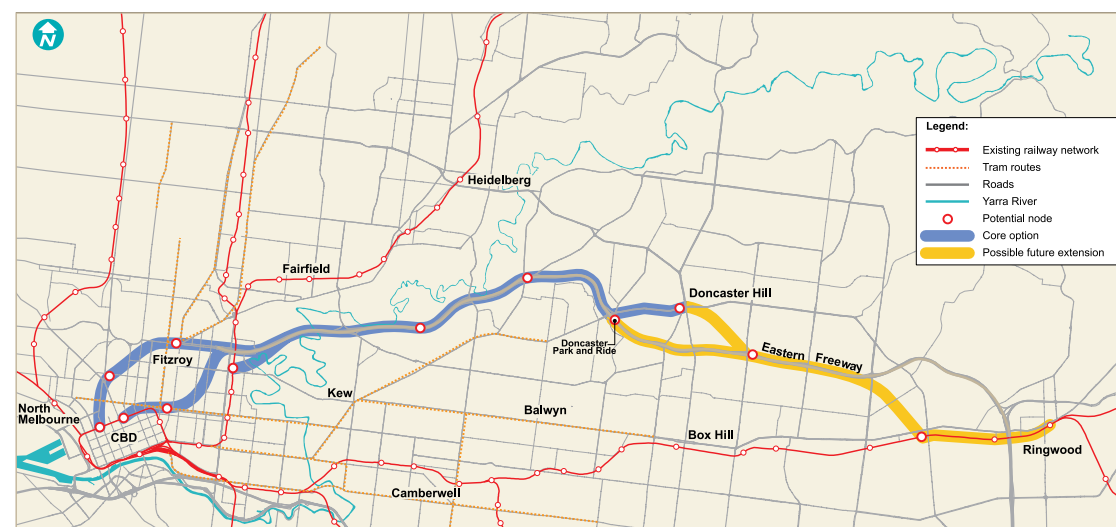 N
Legend:
Existing railway network
Tram routes
Roads
Yarra River
Potential node
Core option
Possible future extension
Heidelberg
Fairfield
Doncaster Hill
Doncaster
Park and Ride
Eastern Freeway
Fitzroy
Kew
Balwyn
North
Melbourne
CBD
Box Hill
Ringwood
Camberwell